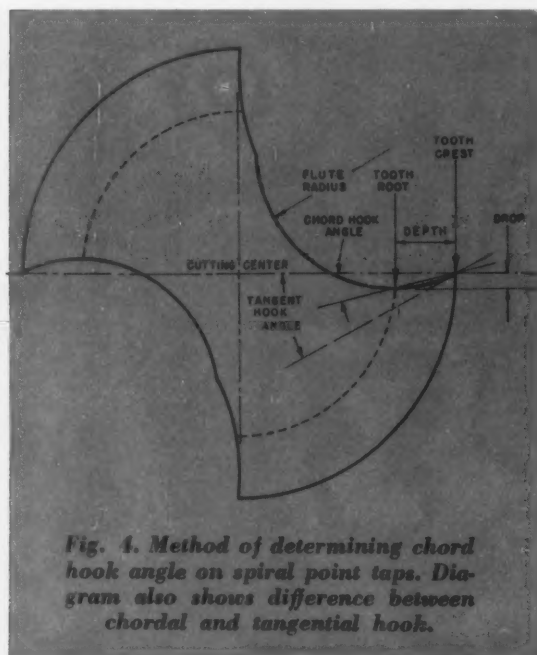 TOOTH
CREST
FLUTE
RADIUS
TOOTH
ROOT
CHORD HOOK
ANGLE
DEPTH
DROP
CUTTING CENTER
TANGENT
HOOK
ANGLE
Fig. 4. Method of determining chord
hook angle on spiral point taps. Dia-
gram also shows difference between
chordal and tangential hook.